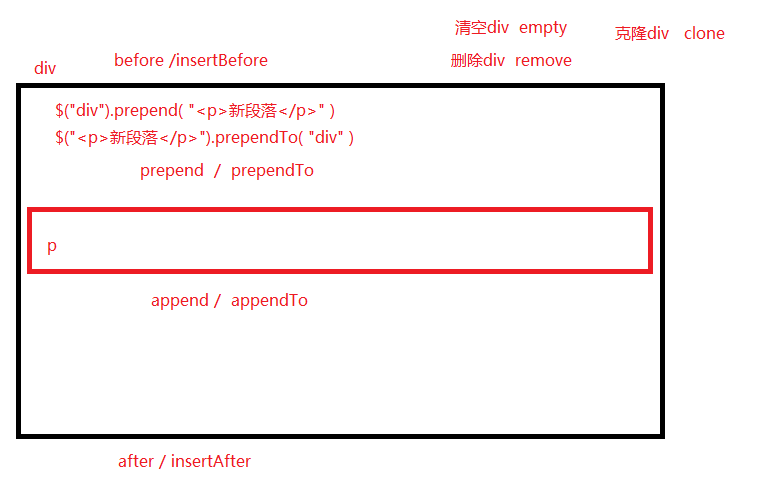 清空div empty
克隆div clone
before /insertBefore
删除div remove
div
$("div").prepend( "<p>新段落</p>" )
$("<p>新段落</p>").prependTo( "div" )
prepend / prependTo
p
append / appendTo
after / insertAfter